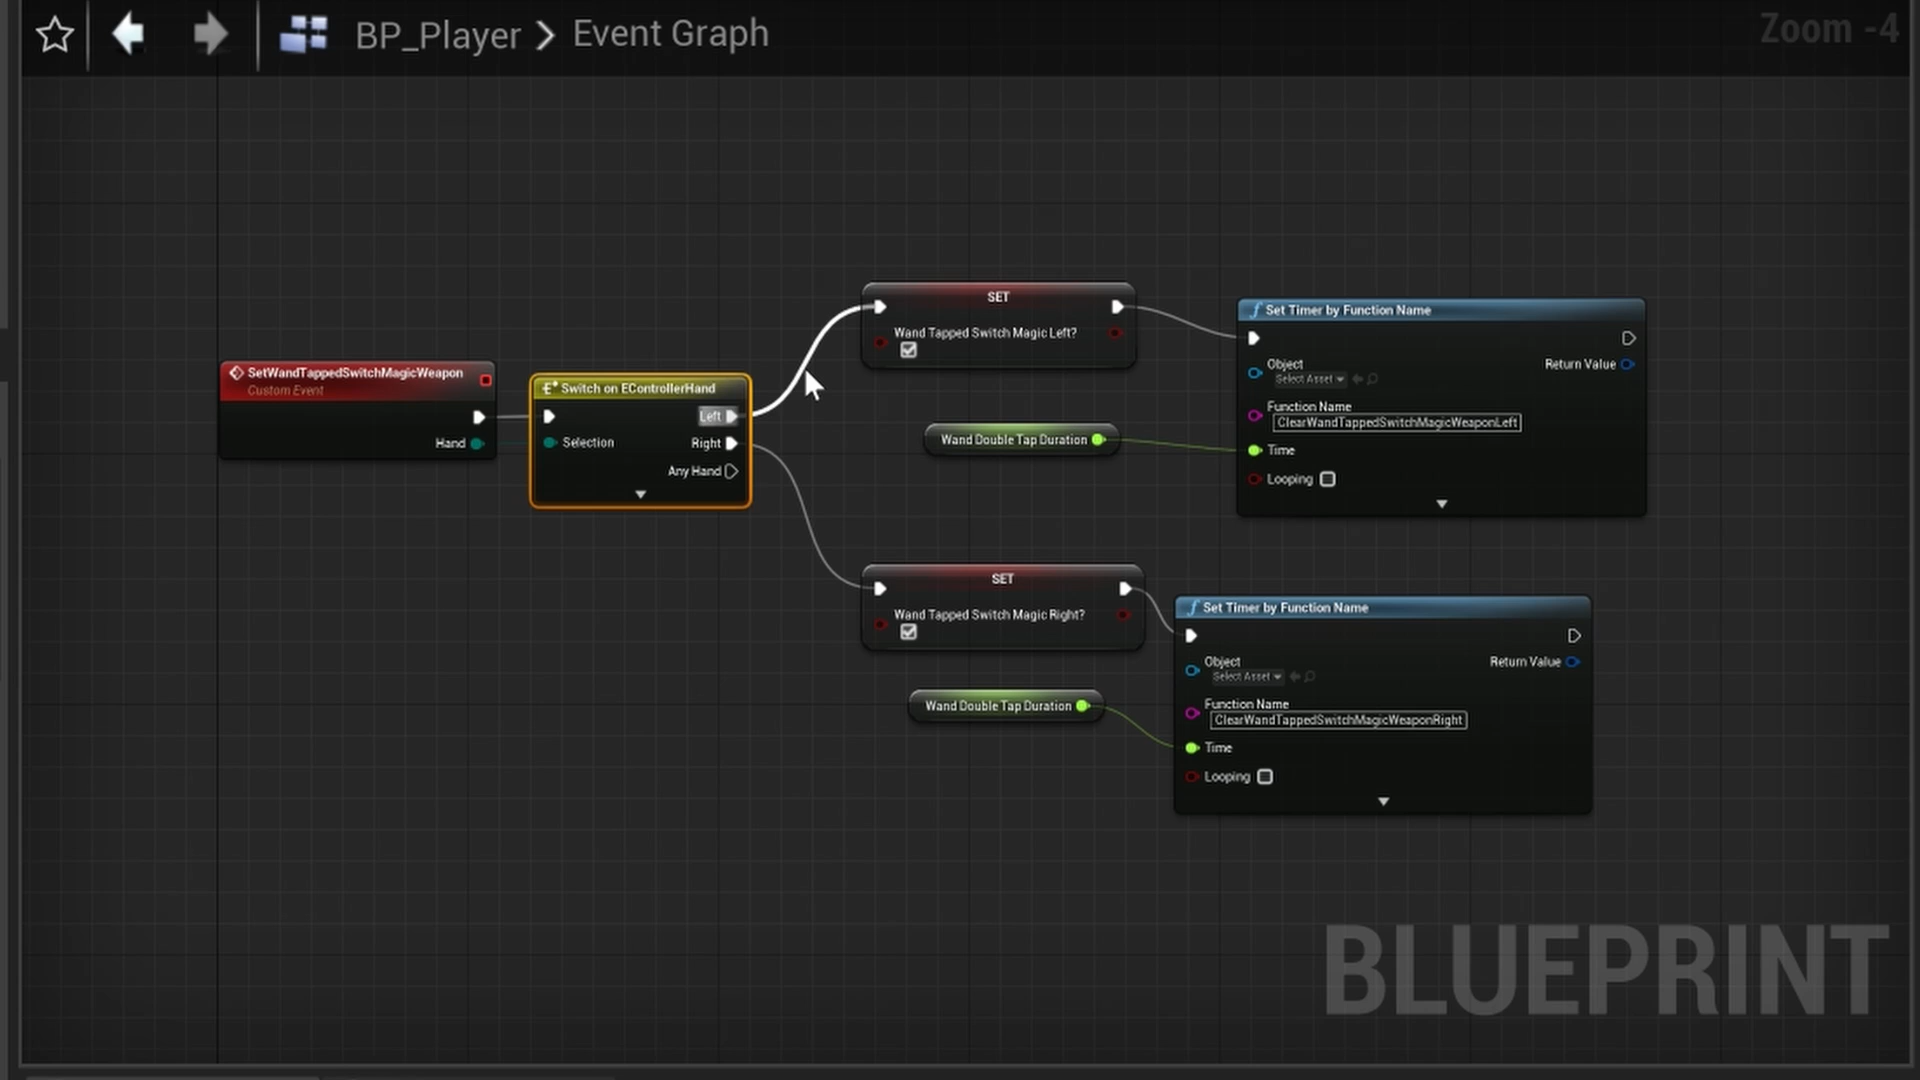 BP_Player > Event Graph
Zoom -4
SetWandTappedSwitchMagicWeapon
Custom Event
Hand
Switch on EControllerHand
Left
Selection
Right
Any Hand
SET
Wand Tapped Switch Magic Left?
Wand Double Tap Duration
Set Timer by Function Name
Object
Return Value
Select Asset
Function Name
ClearWandTappedSwitchMagicWeaponLeft
Time
Looping
SET
Wand Tapped Switch Magic Right?
Wand Double Tap Duration
Set Timer by Function Name
Object
Return Value
Select Asset
Function Name
ClearWandTappedSwitchMagicWeaponRight
Time
Looping
BLUEPRINT